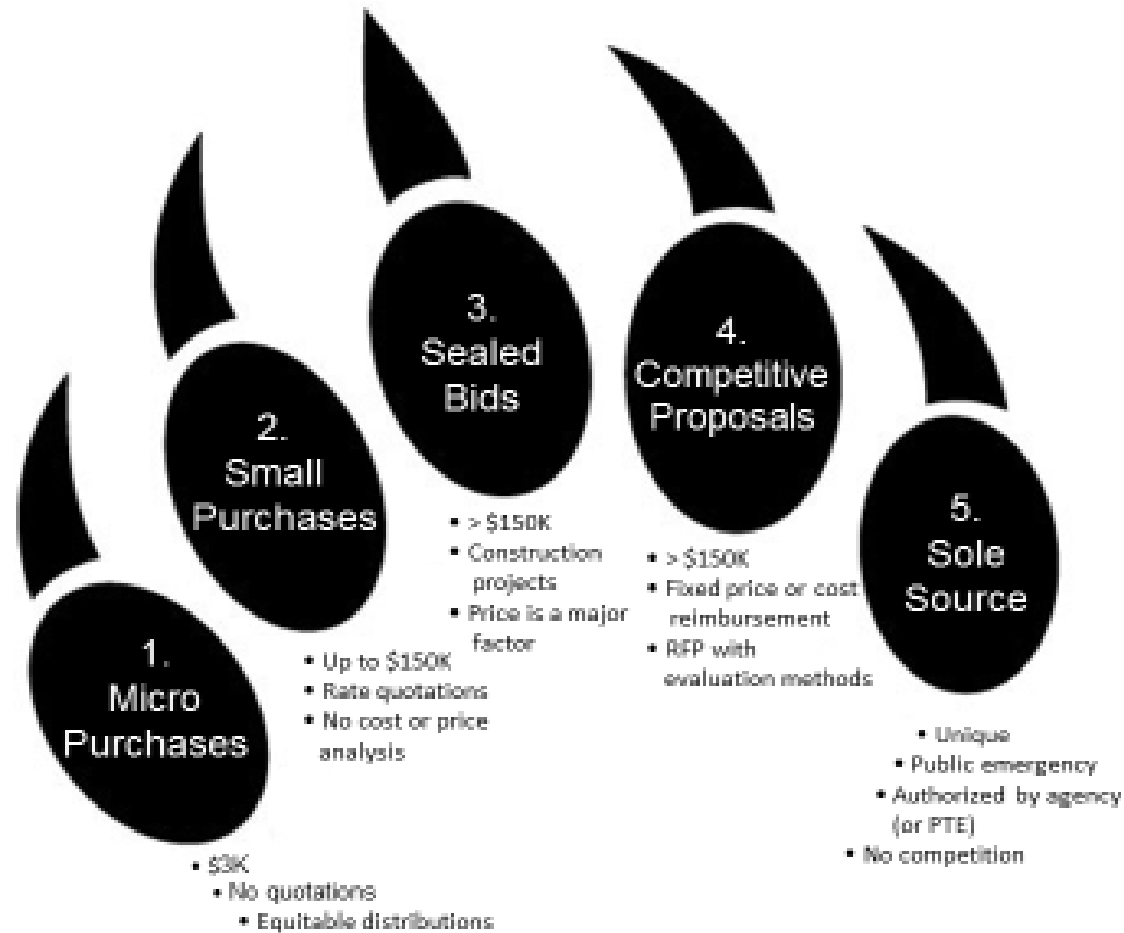 1.
Micro
Purchases
• $3K
• No quotations
• Equitable distributions
2.
Small
Purchases
• Up to $150K
• Rate quotations
• No cost or price
analysis
3.
Sealed
Bids
• > $150K
• Construction
projects
• Price is a major
factor
4.
Competitive
Proposals
• > $150K
• Fixed price or cost
reimbursement
• RFP with
evaluation methods
5.
Sole
Source
• Unique
• Public emergency
• Authorized by agency
(or PTE)
• No competition